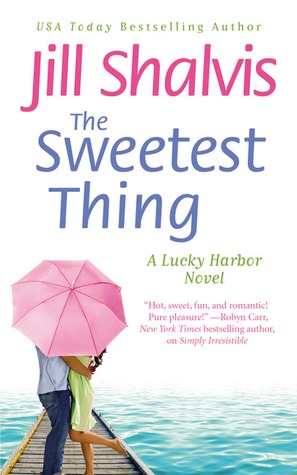 USA Today Bestselling Author
Jill Shalvis
The
Sweetest
Thing
A Lucky Harbor
Novel
"Hot, sweet, fun, and romantic!
Pure pleasure!" —Robyn Carr,
New York Times bestselling author,
on Simply Irresistible